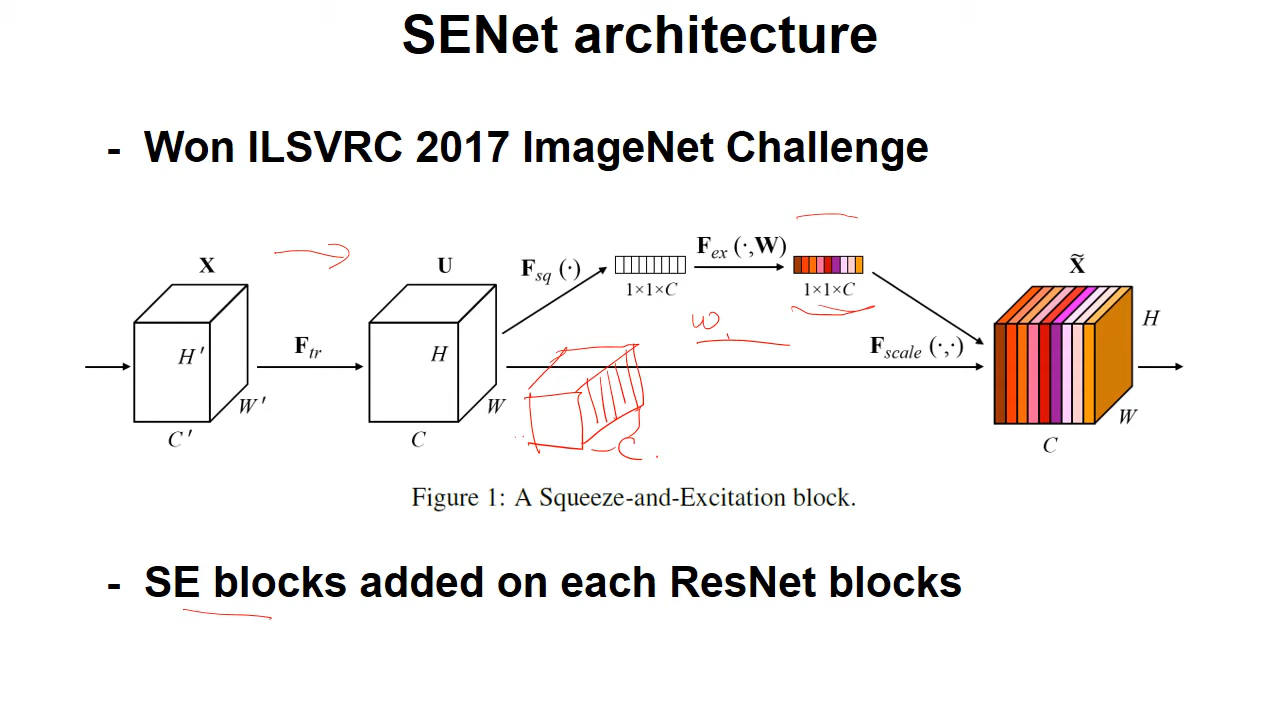 SENet architecture
- Won ILSVRC 2017 ImageNet Challenge
X
U
F_sq (·)
1×1×C
F_ex (·,W)
1×1×C
X̃
H′
W′
C′
F_tr
H
W
C
w
C
F_scale (·,·)
H
W
C
Figure 1: A Squeeze-and-Excitation block.
- SE blocks added on each ResNet blocks